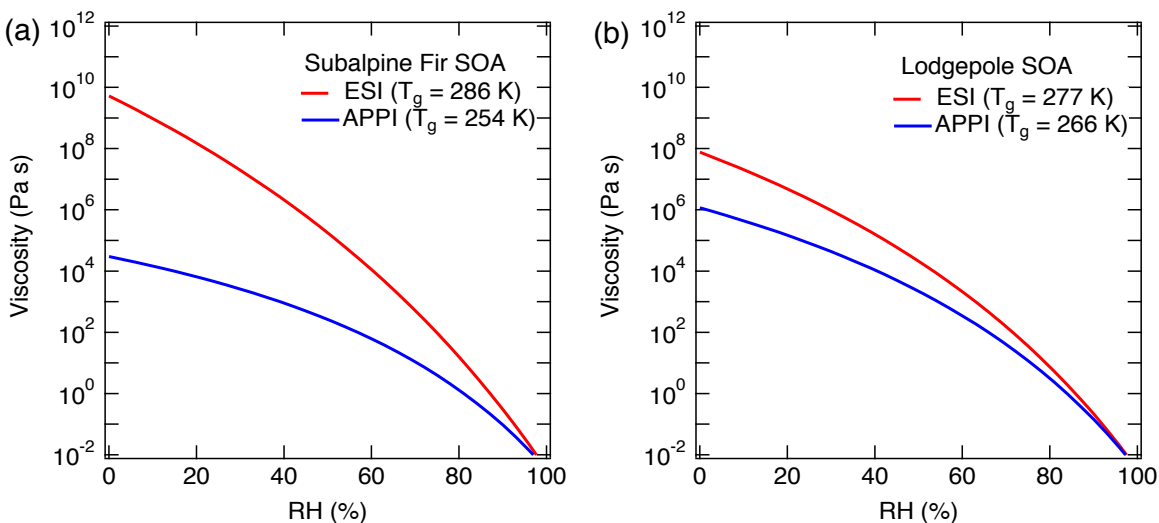 (a)
Subalpine Fir SOA
ESI (T_g = 286 K)
APPI (T_g = 254 K)
Viscosity (Pa s)
10^12
10^10
10^8
10^6
10^4
10^2
10^0
10^-2
0 20 40 60 80 100
RH (%)
(b)
Lodgepole SOA
ESI (T_g = 277 K)
APPI (T_g = 266 K)
Viscosity (Pa s)
10^12
10^10
10^8
10^6
10^4
10^2
10^0
10^-2
0 20 40 60 80 100
RH (%)